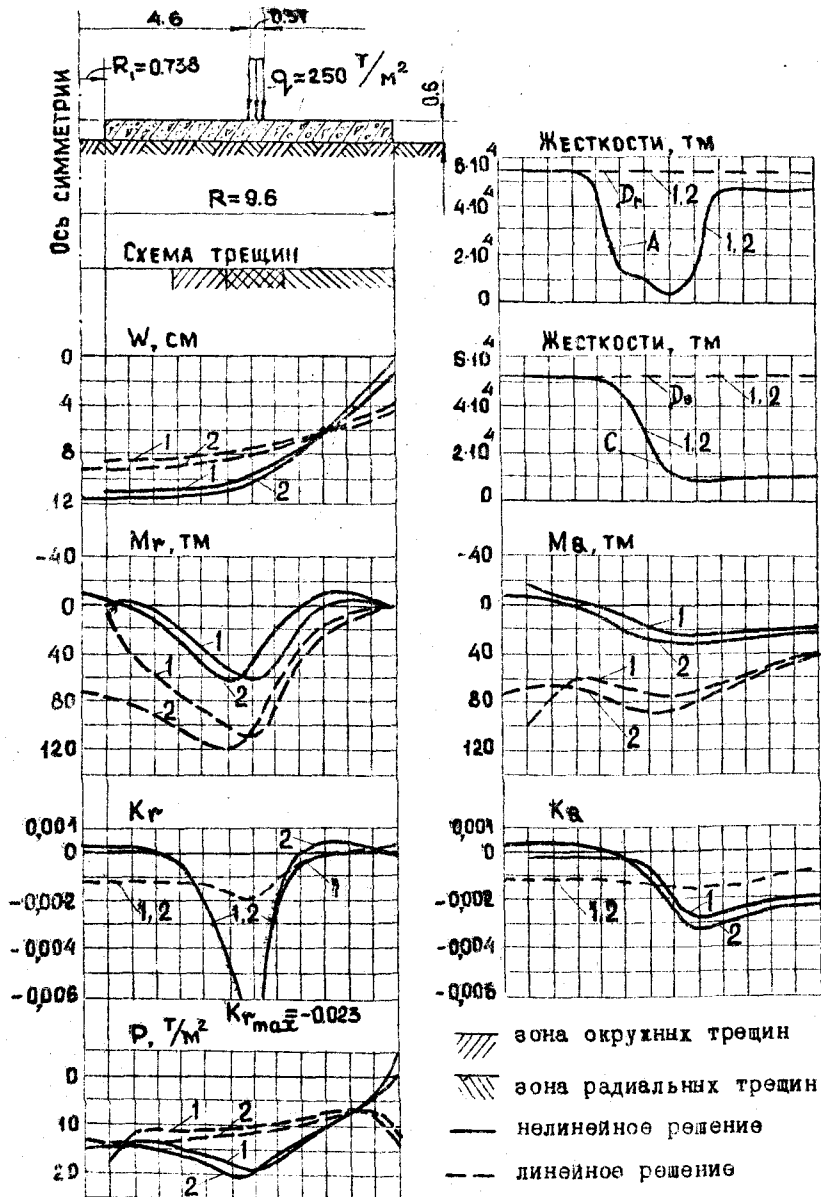 4.6
0.37
R₁=0.738
q=250 т/м²
0.6
Ось симметрии
R=9.6
Схема трещин
W, см
0
4
8
12
1
2
1
2
Mr, тм
-40
0
40
80
120
1
2
1
2
Kr
0,001
0
-0,002
-0,004
-0,006
1,2
1,2
2
1
Kr max=-0.023
P, т/м²
0
10
20
1
2
1
2
Жесткости, тм
6·10⁴
4·10⁴
2·10⁴
0
Dr
1,2
A
1,2
Жесткости, тм
6·10⁴
4·10⁴
2·10⁴
0
Dθ
1,2
C
1,2
Mθ, тм
-40
0
40
80
120
1
2
1
2
Kθ
0,001
0
-0,002
-0,004
-0,006
1,2
1
2
зона окружных трещин
зона радиальных трещин
нелинейное решение
линейное решение